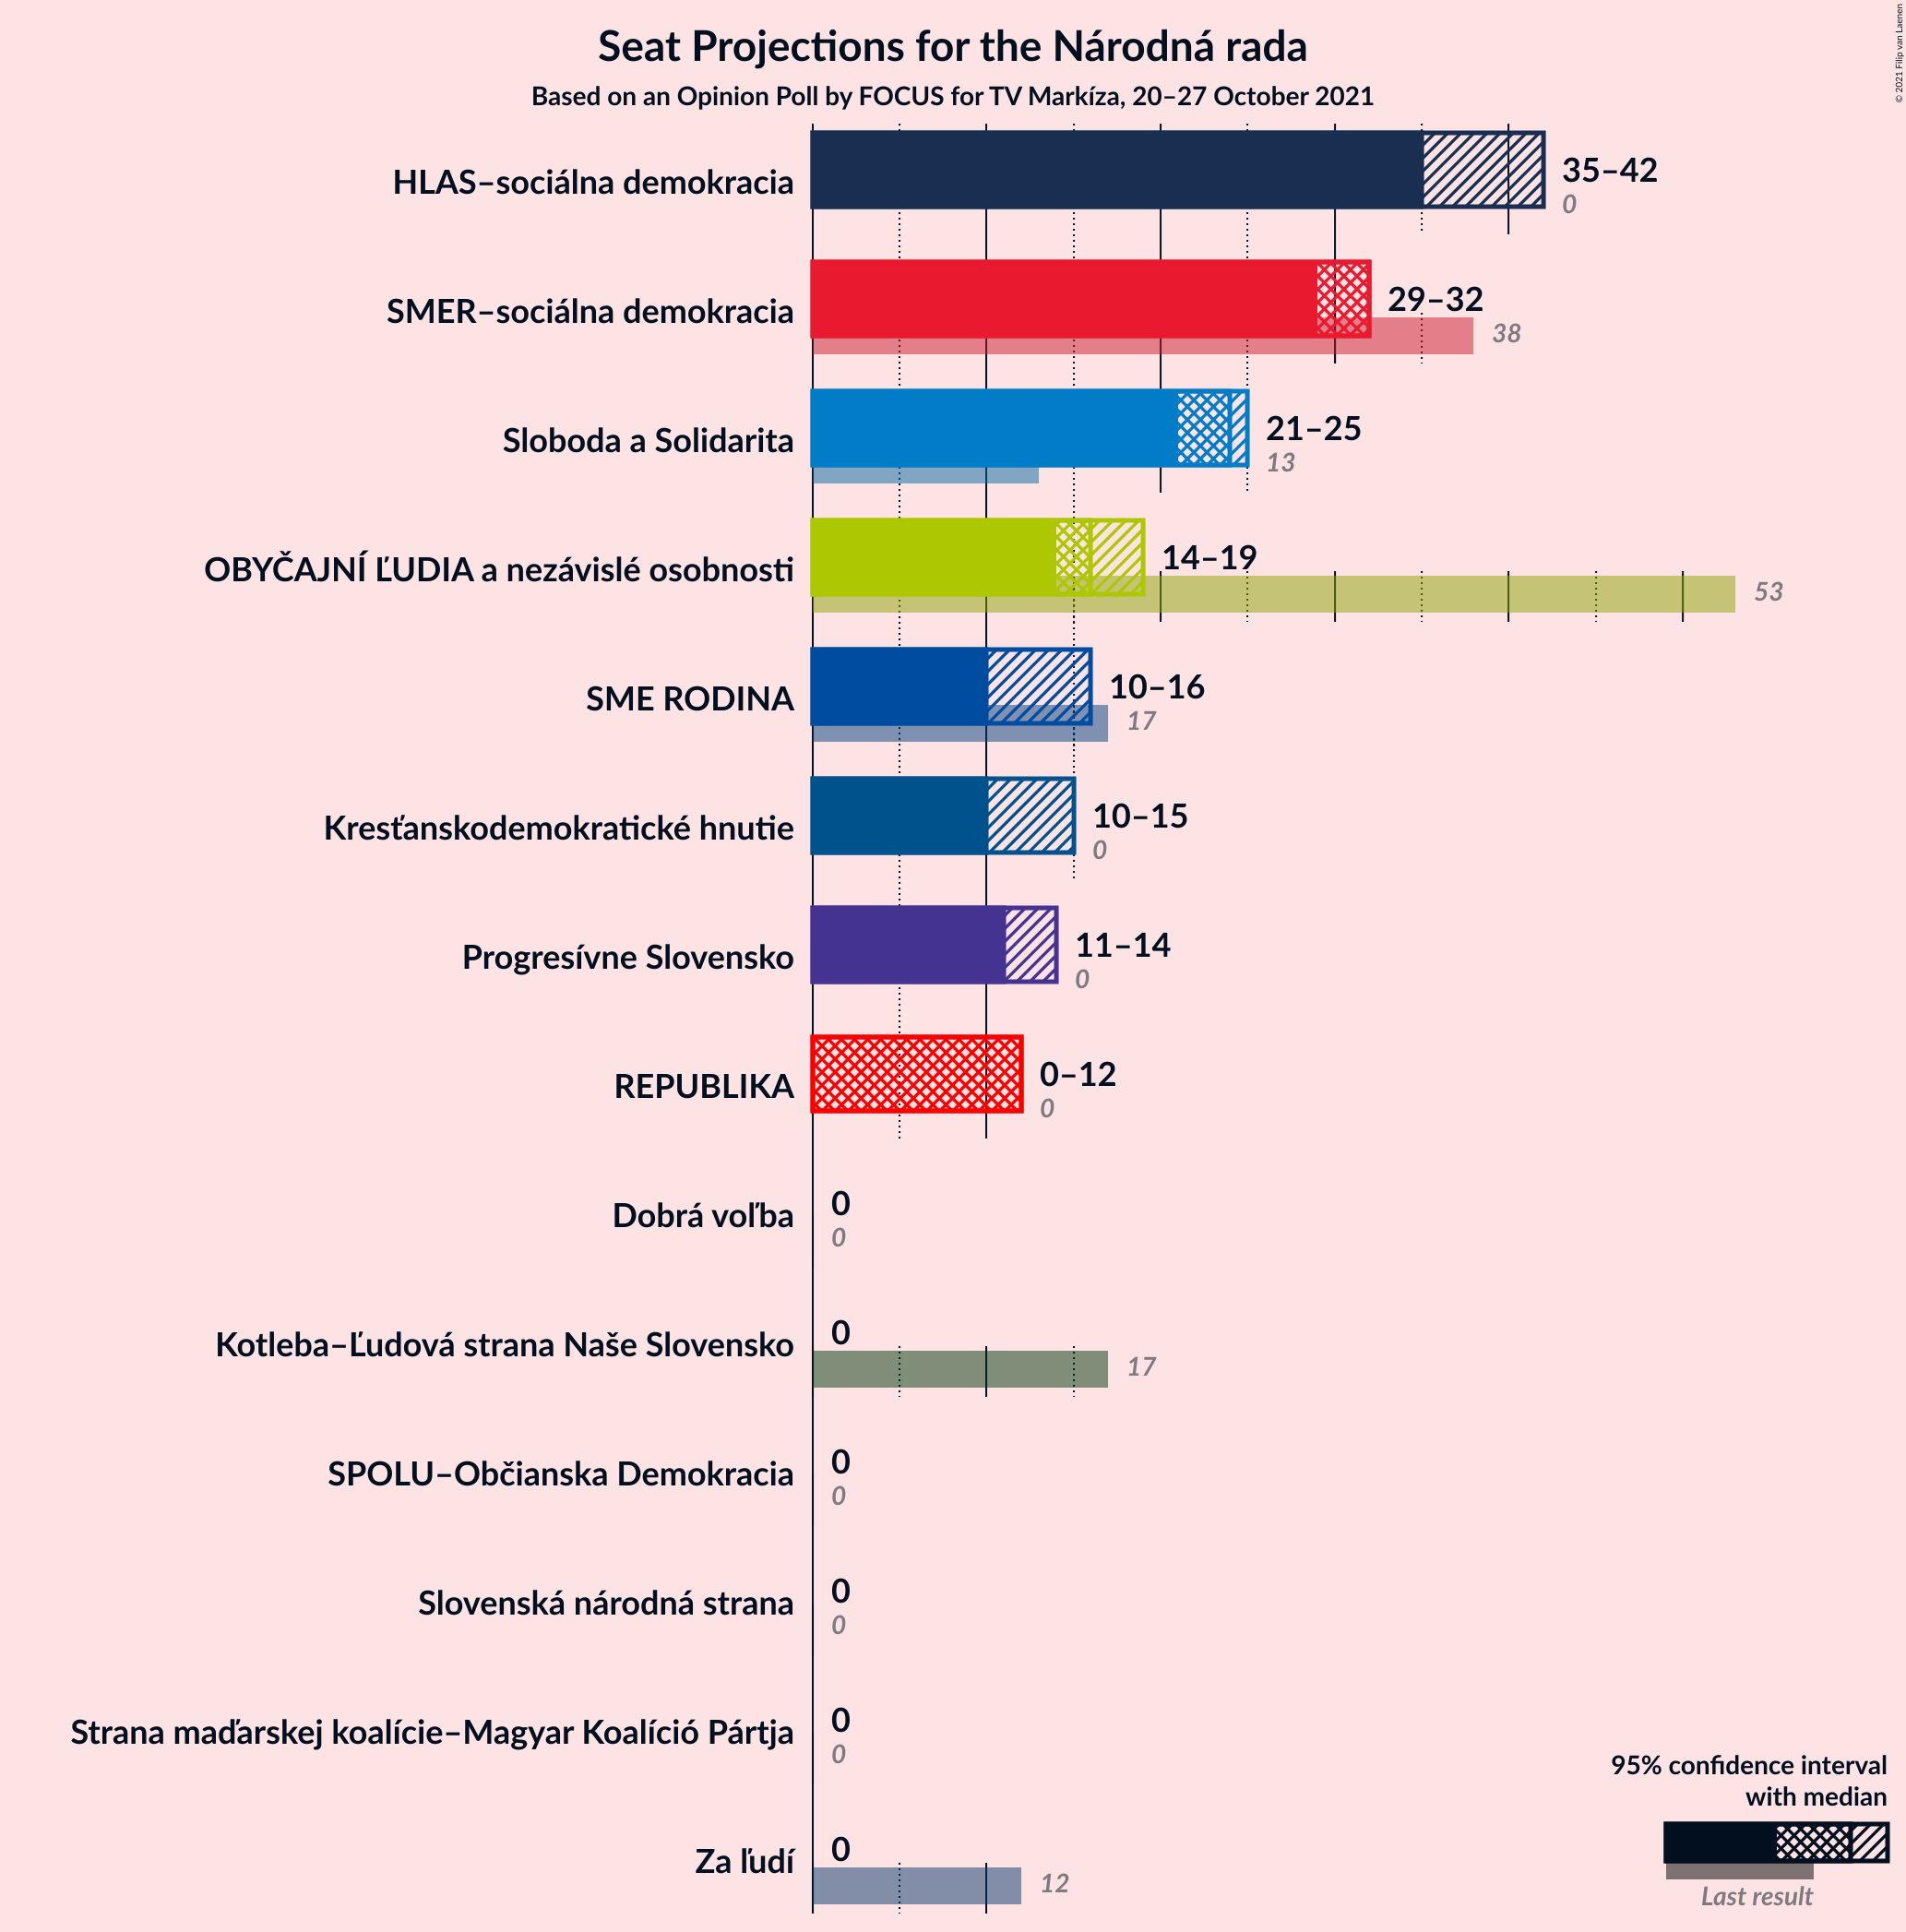 Seat Projections for the Národná rada
Based on an Opinion Poll by FOCUS for TV Markíza, 20–27 October 2021
© 2021 Filip van Laenen
HLAS–sociálna demokracia
35–42
0
SMER–sociálna demokracia
29–32
38
Sloboda a Solidarita
21–25
13
OBYČAJNÍ ĽUDIA a nezávislé osobnosti
14–19
53
SME RODINA
10–16
17
Kresťanskodemokratické hnutie
10–15
0
Progresívne Slovensko
11–14
0
REPUBLIKA
0–12
0
Dobrá voľba
0
0
Kotleba–Ľudová strana Naše Slovensko
0
17
SPOLU–Občianska Demokracia
0
0
Slovenská národná strana
0
0
Strana maďarskej koalície–Magyar Koalíció Pártja
0
0
Za ľudí
0
12
95% confidence interval
with median
Last result